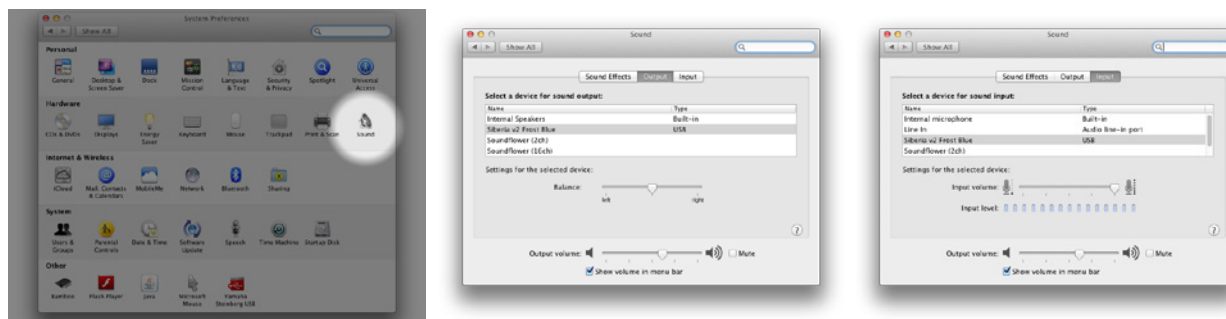 System Preferences
Show All
Personal
General
Desktop & Screen Saver
Dock
Mission Control
Language & Text
Security & Privacy
Spotlight
Universal Access
Hardware
CDs & DVDs
Displays
Energy Saver
Keyboard
Mouse
Trackpad
Print & Scan
Sound
Internet & Wireless
iCloud
Mail, Contacts & Calendars
MobileMe
Network
Bluetooth
Sharing
System
Users & Groups
Parental Controls
Date & Time
Software Update
Speech
Time Machine
Startup Disk
Other
Bamboo
Flash Player
Java
Microsoft Mouse
Yamaha Steinberg USB
Sound
Show All
Sound Effects Output Input
Select a device for sound output:
Name Type
Internal Speakers Built-in
Siberia v2 Frost Blue USB
Soundflower (2ch)
Soundflower (16ch)
Settings for the selected device:
Balance:
left right
Output volume: Mute
Show volume in menu bar
Sound
Show All
Sound Effects Output Input
Select a device for sound input:
Name Type
Internal microphone Built-in
Line In Audio line-in port
Siberia v2 Frost Blue USB
Soundflower (2ch)
Settings for the selected device:
Input volume:
Input level:
Output volume: Mute
Show volume in menu bar